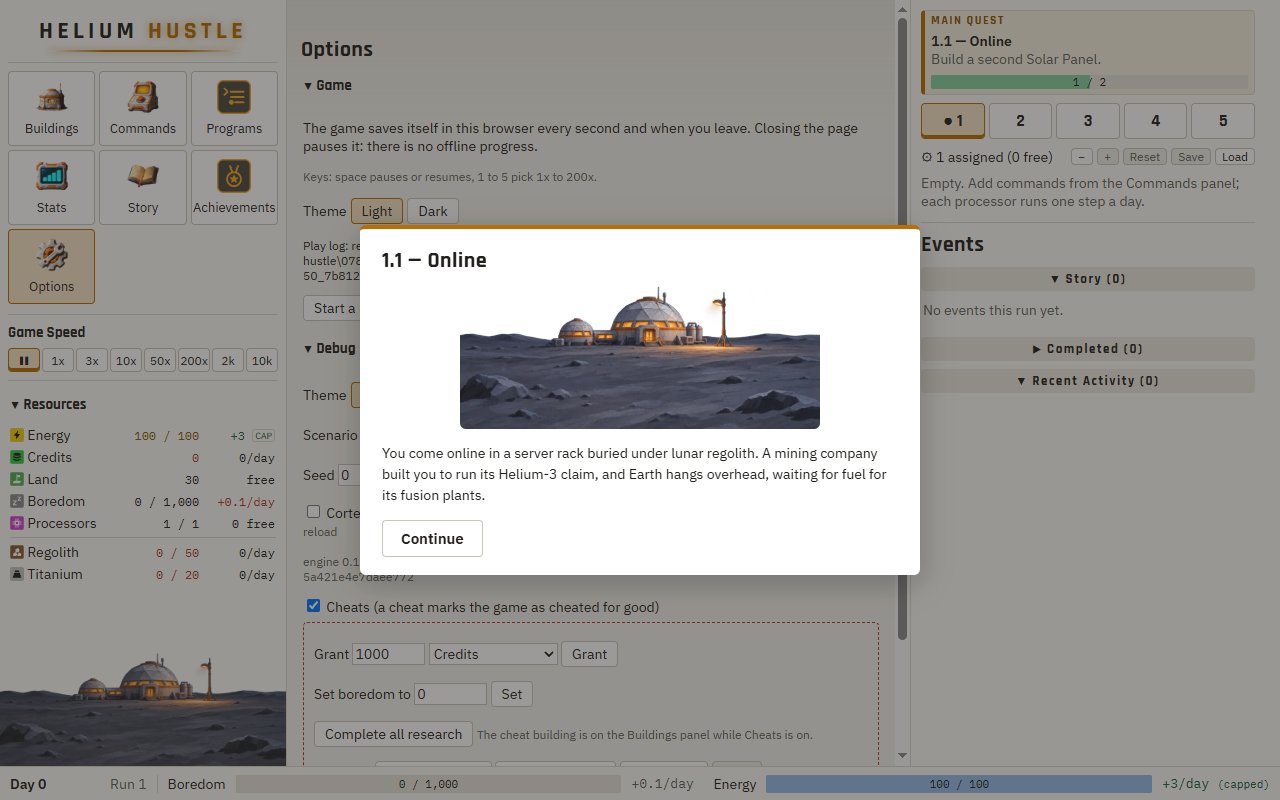 HELIUM HUSTLE
Buildings
Commands
Programs
Stats
Story
Achievements
Options
Game Speed
1x
3x
10x
50x
200x
2k
10k
▼ Resources
Energy 100 / 100 +3 CAP
Credits 0 0/day
Land 30 free
Boredom 0 / 1,000 +0.1/day
Processors 1 / 1 0 free
Regolith 0 / 50 0/day
Titanium 0 / 20 0/day
Options
▼ Game
The game saves itself in this browser every second and when you leave. Closing the page
pauses it: there is no offline progress.
Keys: space pauses or resumes, 1 to 5 pick 1x to 200x.
Theme Light Dark
Play log:
hustle\078
50_7b812
Start a
▼ Debug
Theme
Scenario
Seed 0
reload
engine 0.1
5a421e4e7daee772
Cheats (a cheat marks the game as cheated for good)
Grant 1000 Credits Grant
Set boredom to 0 Set
Complete all research The cheat building is on the Buildings panel while Cheats is on.
1.1 — Online
You come online in a server rack buried under lunar regolith. A mining company
built you to run its Helium-3 claim, and Earth hangs overhead, waiting for fuel for
its fusion plants.
Continue
MAIN QUEST
1.1 — Online
Build a second Solar Panel.
1 / 2
● 1
2
3
4
5
⚙ 1 assigned (0 free) − + Reset Save Load
Empty. Add commands from the Commands panel;
each processor runs one step a day.
Events
▼ Story (0)
No events this run yet.
▶ Completed (0)
▼ Recent Activity (0)
Day 0 Run 1 Boredom 0 / 1,000 +0.1/day Energy 100 / 100 +3/day (capped)